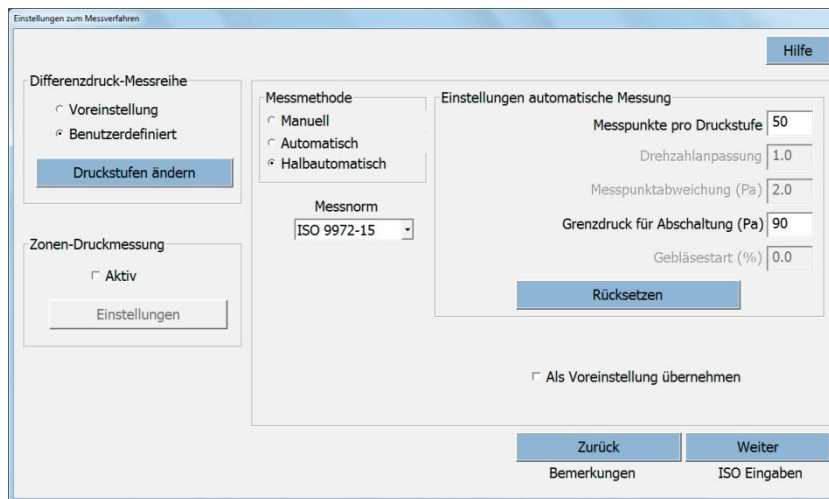 Einstellungen zum Messverfahren
Hilfe
Differenzdruck-Messreihe
Voreinstellung
Benutzerdefiniert
Druckstufen ändern
Zonen-Druckmessung
Aktiv
Einstellungen
Messmethode
Manuell
Automatisch
Halbautomatisch
Messnorm
ISO 9972-15
Einstellungen automatische Messung
Messpunkte pro Druckstufe 50
Drehzahlanpassung 1.0
Messpunktabweichung (Pa) 2.0
Grenzdruck für Abschaltung (Pa) 90
Gebläsestart (%) 0.0
Rücksetzen
Als Voreinstellung übernehmen
Zurück
Weiter
Bemerkungen
ISO Eingaben